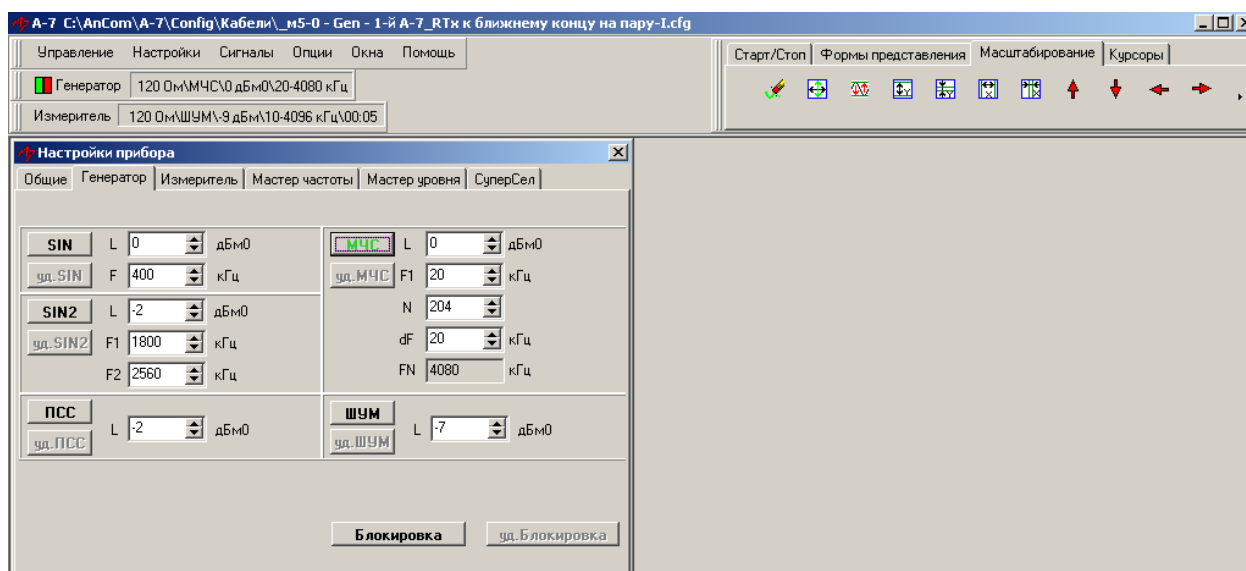 А-7 C:\AnCom\A-7\Config\Кабели\_м5-0 - Gen - 1-й А-7_RTx к ближнему концу на пару-I.cfg
Управление Настройки Сигналы Опции Окна Помощь
Старт/Стоп Формы представления Масштабирование Курсоры
Генератор 120 Ом\МЧС\0 дБм0\20-4080 кГц
Измеритель 120 Ом\ШУМ\-9 дБм\10-4096 кГц\00:05
Настройки прибора
Общие Генератор Измеритель Мастер частоты Мастер уровня СуперСел
SIN L 0 дБм0
уд.SIN F 400 кГц
SIN2 L -2 дБм0
уд.SIN2 F1 1800 кГц
F2 2560 кГц
МЧС L 0 дБм0
уд.МЧС F1 20 кГц
N 204
dF 20 кГц
FN 4080 кГц
ПСС
L -2 дБм0
уд.ПСС
ШУМ
L -7 дБм0
уд.ШУМ
Блокировка уд.Блокировка